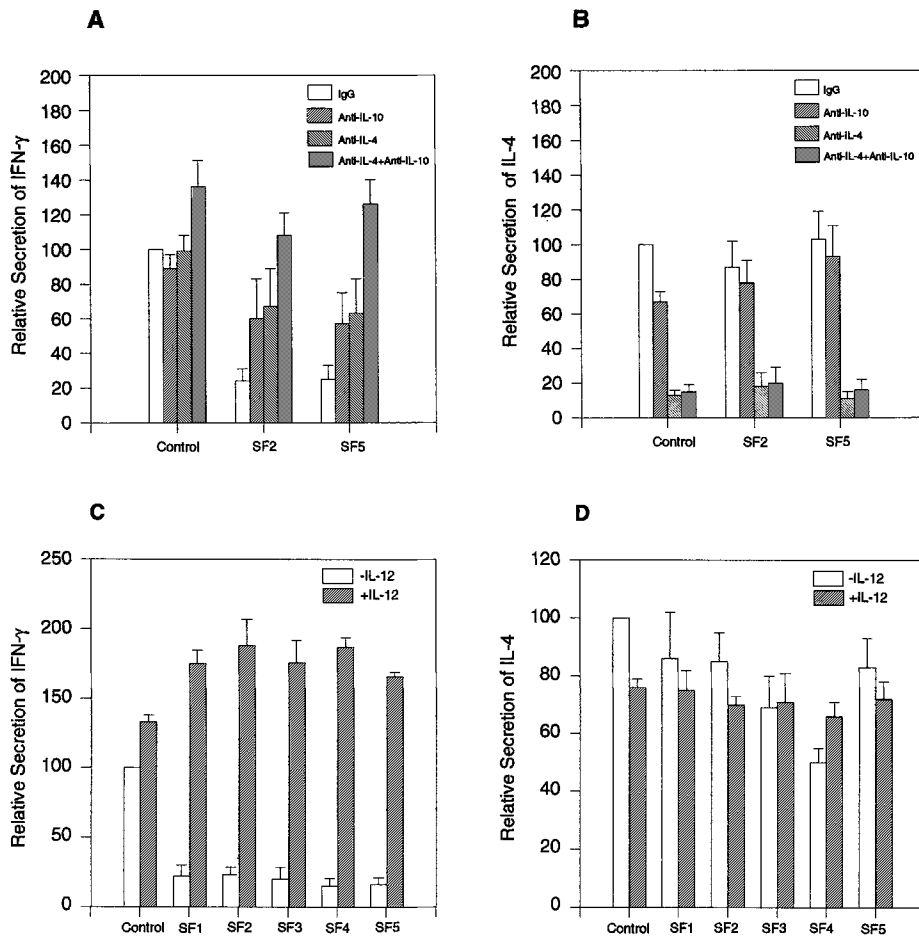 A
Relative Secretion of IFN-γ
200
180
160
140
120
100
80
60
40
20
0
IgG
Anti-IL-10
Anti-IL-4
Anti-IL-4+Anti-IL-10
Control
SF2
SF5
B
Relative Secretion of IL-4
200
180
160
140
120
100
80
60
40
20
0
IgG
Anti-IL-10
Anti-IL-4
Anti-IL-4+Anti-IL-10
Control
SF2
SF5
C
Relative Secretion of IFN-γ
250
200
150
100
50
0
-IL-12
+IL-12
Control
SF1
SF2
SF3
SF4
SF5
D
Relative Secretion of IL-4
120
100
80
60
40
20
0
-IL-12
+IL-12
Control
SF1
SF2
SF3
SF4
SF5